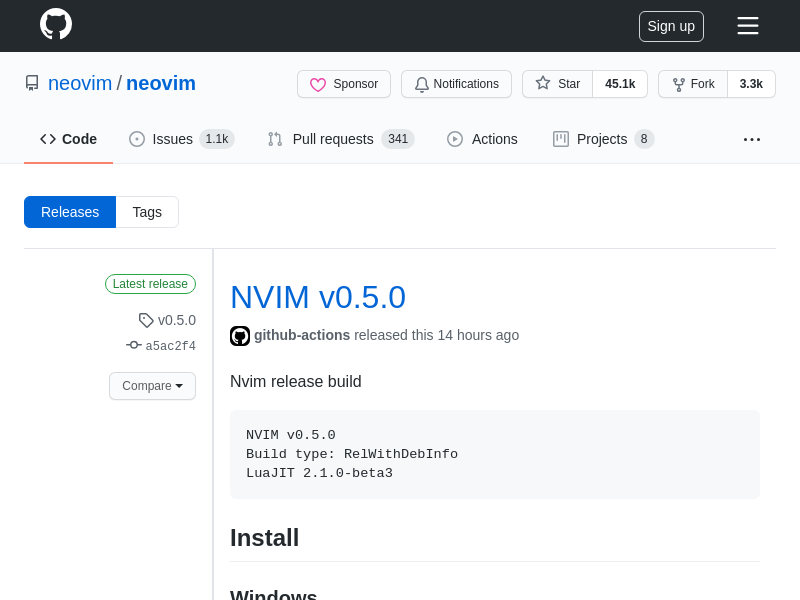 Sign up
neovim / neovim
Sponsor
Notifications
Star 45.1k
Fork 3.3k
Code
Issues 1.1k
Pull requests 341
Actions
Projects 8
Releases
Tags
Latest release
v0.5.0
a5ac2f4
Compare
NVIM v0.5.0
github-actions released this 14 hours ago
Nvim release build
NVIM v0.5.0
Build type: RelWithDebInfo
LuaJIT 2.1.0-beta3
Install
Windows